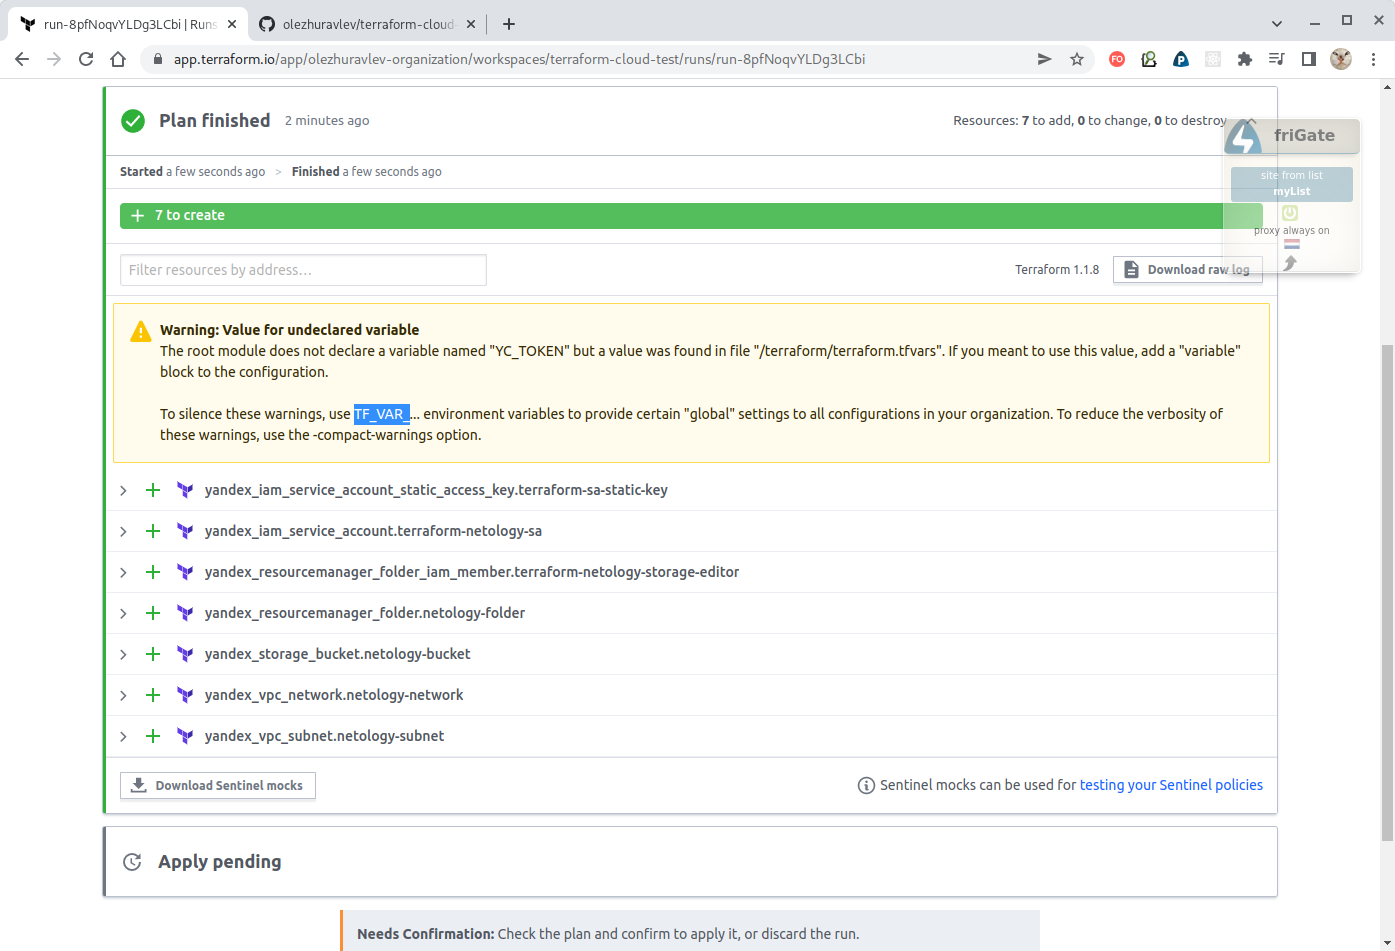 run-8pfNoqvYLDg3LCbi | Runs
olezhuravlev/terraform-cloud-
app.terraform.io/app/olezhuravlev-organization/workspaces/terraform-cloud-test/runs/run-8pfNoqvYLDg3LCbi
FO
P
Plan finished
2 minutes ago
Resources: 7 to add, 0 to change, 0 to destroy
friGate
Started a few seconds ago > Finished a few seconds ago
site from list
myList
+ 7 to create
proxy always on
Filter resources by address...
Terraform 1.1.8
Download raw log
Warning: Value for undeclared variable
The root module does not declare a variable named "YC_TOKEN" but a value was found in file "/terraform/terraform.tfvars". If you meant to use this value, add a "variable"
block to the configuration.
To silence these warnings, use TF_VAR_... environment variables to provide certain "global" settings to all configurations in your organization. To reduce the verbosity of
these warnings, use the -compact-warnings option.
yandex_iam_service_account_static_access_key.terraform-sa-static-key
yandex_iam_service_account.terraform-netology-sa
yandex_resourcemanager_folder_iam_member.terraform-netology-storage-editor
yandex_resourcemanager_folder.netology-folder
yandex_storage_bucket.netology-bucket
yandex_vpc_network.netology-network
yandex_vpc_subnet.netology-subnet
Download Sentinel mocks
Sentinel mocks can be used for testing your Sentinel policies
Apply pending
Needs Confirmation: Check the plan and confirm to apply it, or discard the run.